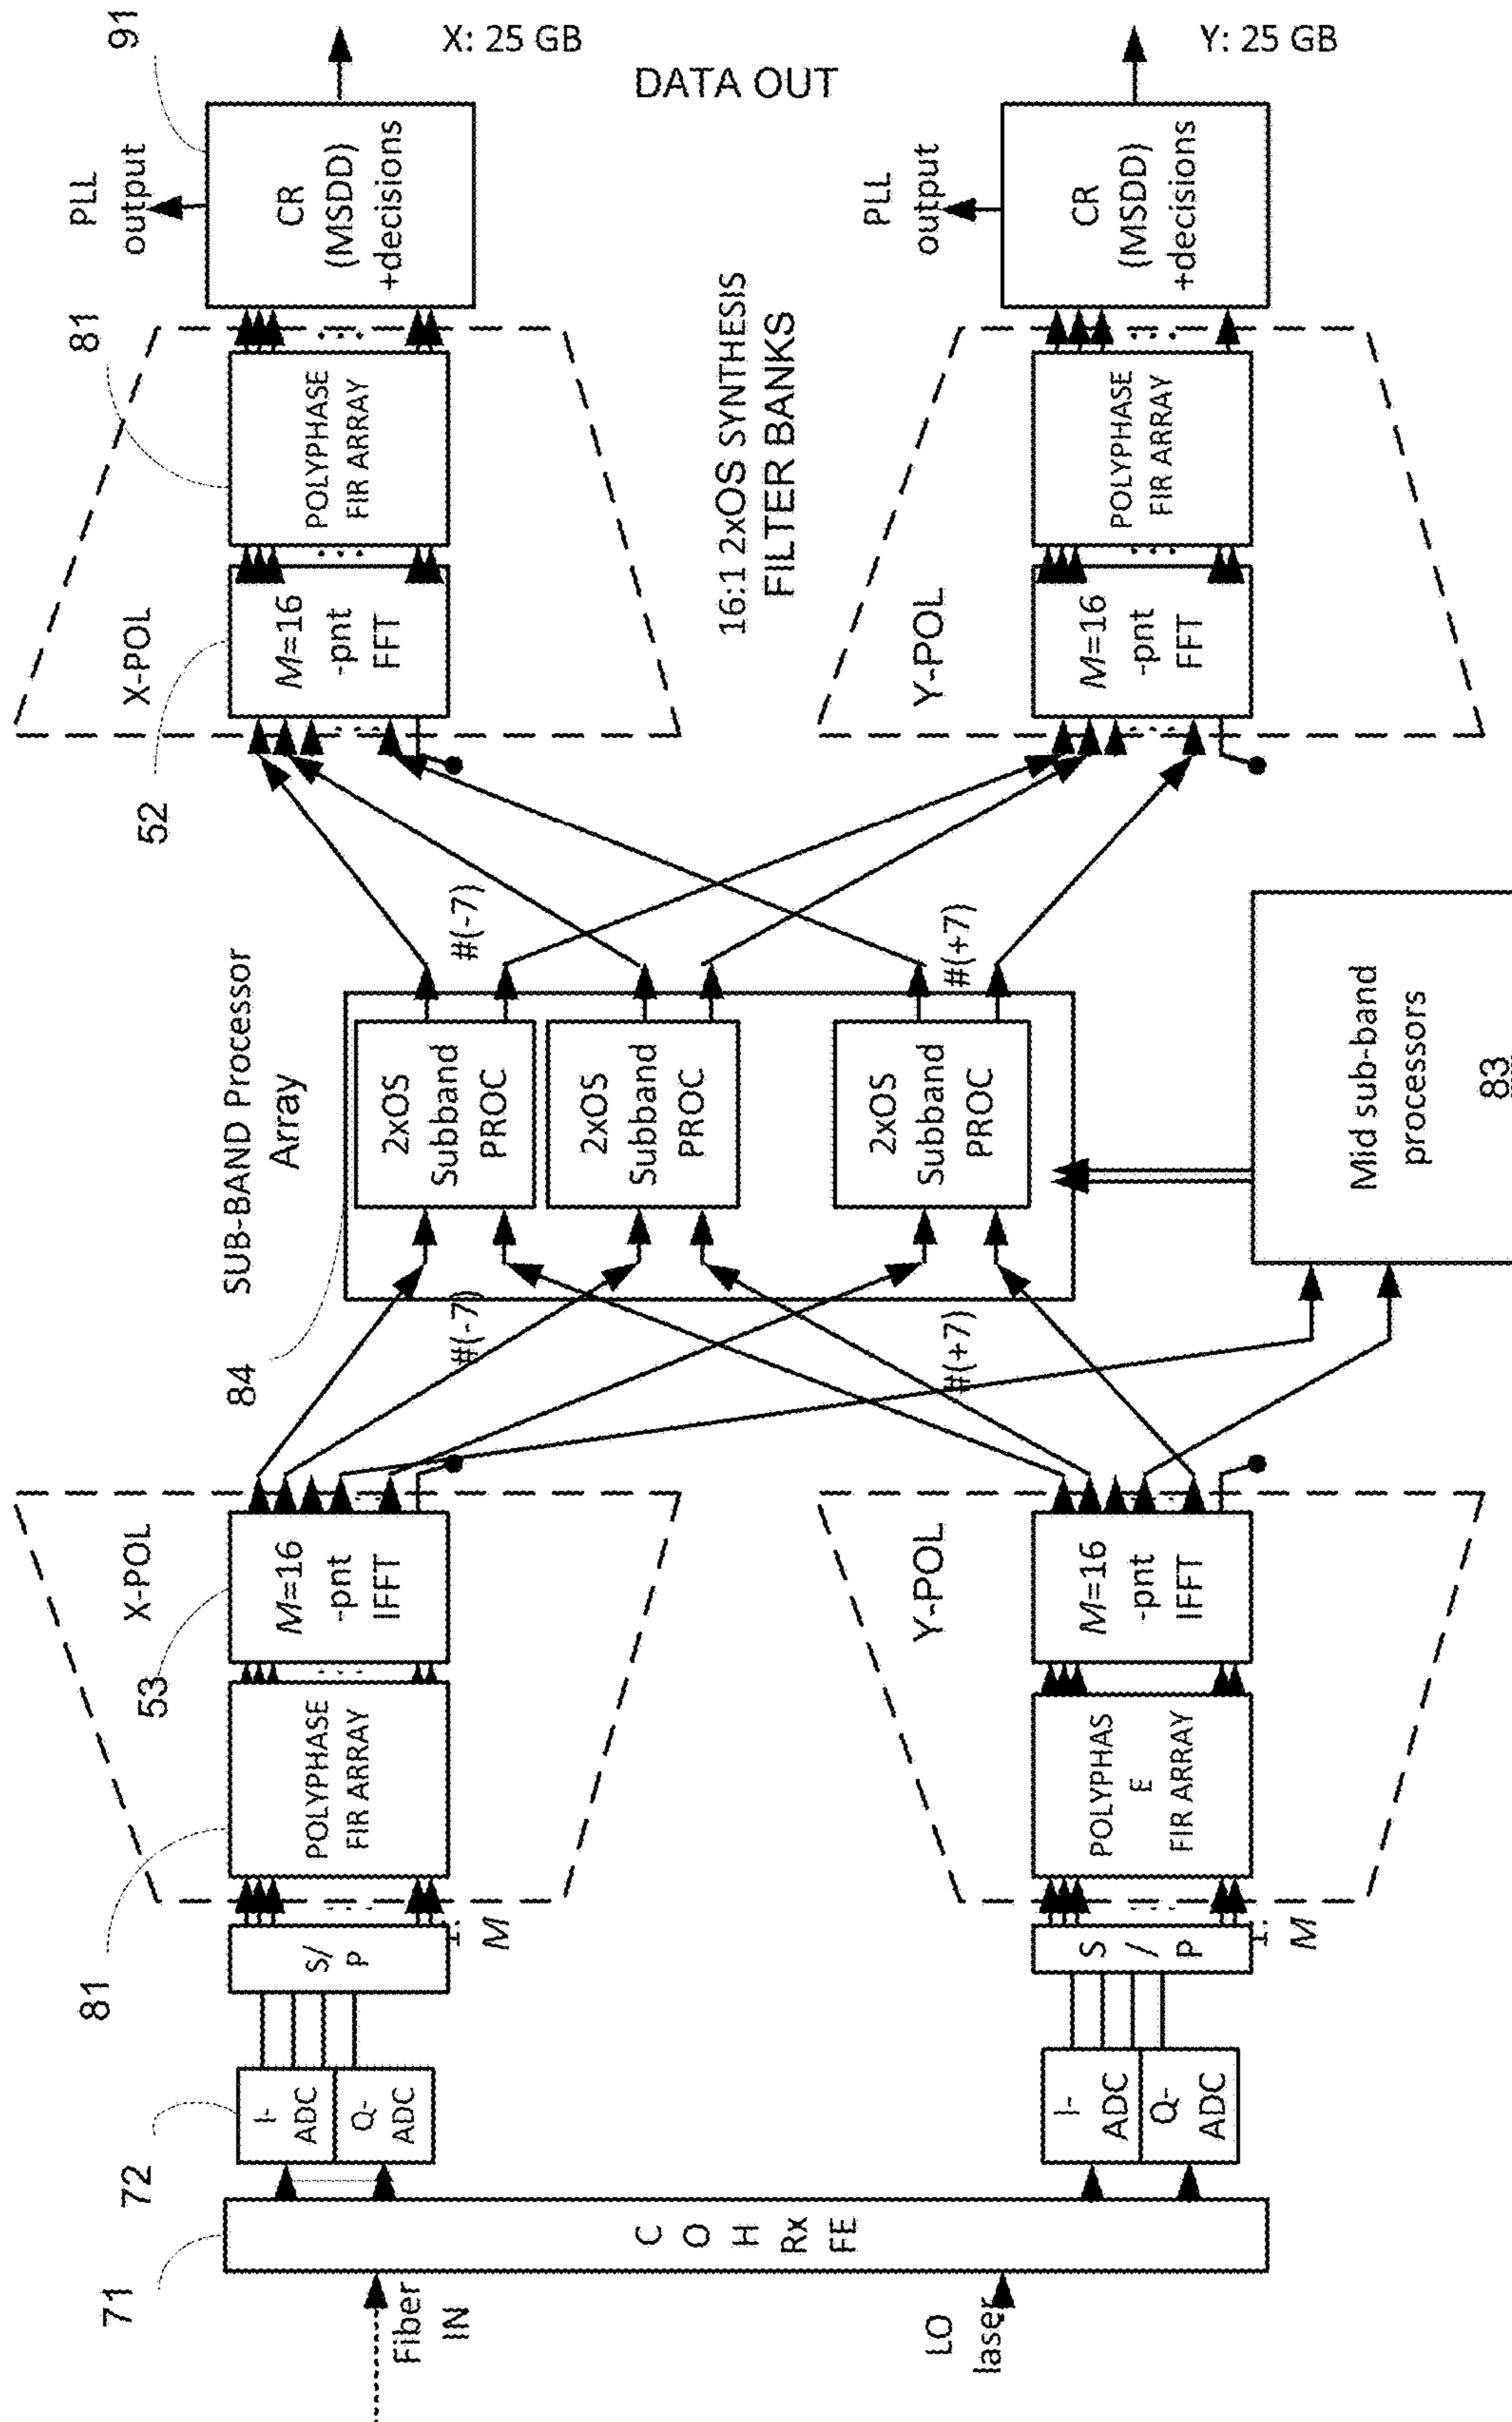 71
Fiber
IN
LO
laser
C
O
H
Rx
FE
72
I-
ADC
Q-
ADC
I-
ADC
Q-
ADC
S/
P
1:
M
S
/
P
1:
M
81
POLYPHASE
FIR ARRAY
53
M=16
-pnt
IFFT
X-POL
POLYPHAS
E
FIR ARRAY
M=16
-pnt
IFFT
Y-POL
84
SUB-BAND Processor
Array
#(-7)
#(+7)
2xOS
Subband
PROC
2xOS
Subband
PROC
2xOS
Subband
PROC
#(-7)
#(+7)
Mid sub-band
processors
83
52
X-POL
M=16
-pnt
FFT
81
POLYPHASE
FIR ARRAY
16:1 2xOS SYNTHESIS
FILTER BANKS
Y-POL
M=16
-pnt
FFT
POLYPHASE
FIR ARRAY
91
PLL
output
CR
(MSDD)
+decisions
X: 25 GB
DATA OUT
PLL
output
CR
(MSDD)
+decisions
Y: 25 GB